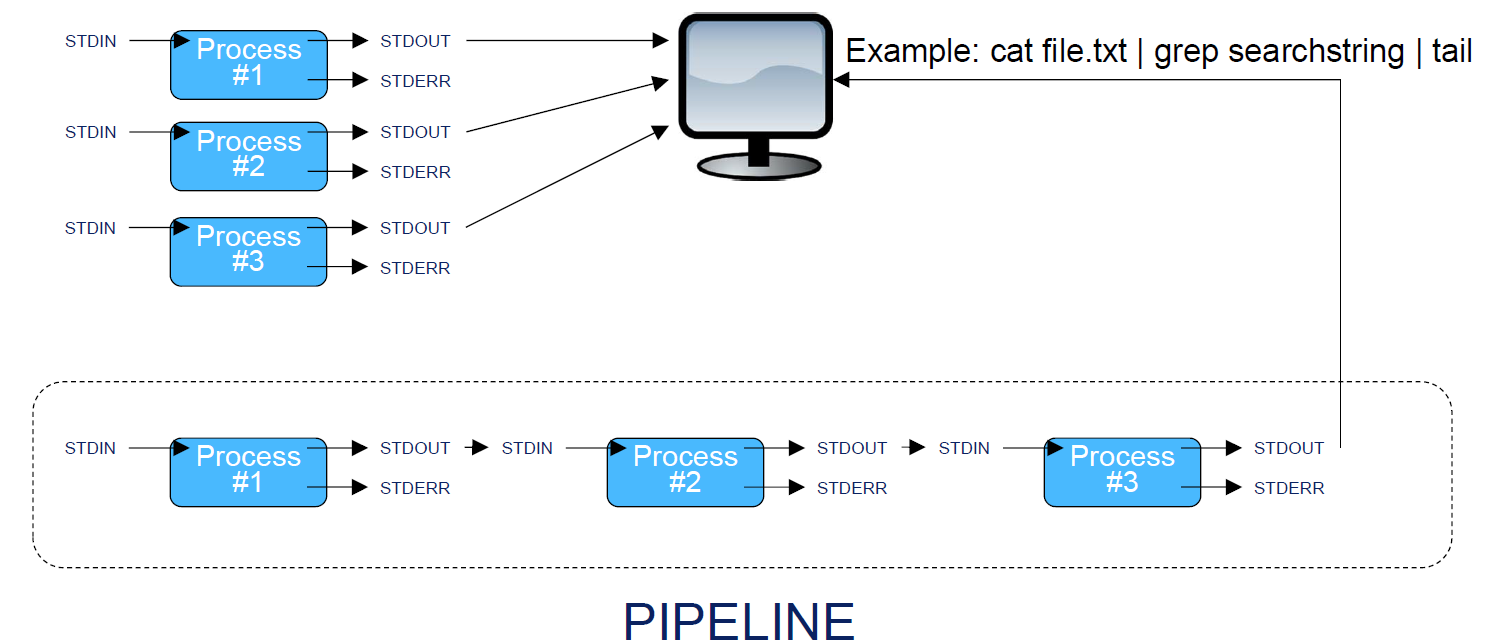 STDIN Process #1 STDOUT
STDERR
Example: cat file.txt | grep searchstring | tail
STDIN Process #2 STDOUT
STDERR
STDIN Process #3 STDOUT
STDERR
STDIN Process #1 STDOUT STDIN Process #2 STDOUT STDIN Process #3 STDOUT
STDERR STDERR STDERR
PIPELINE